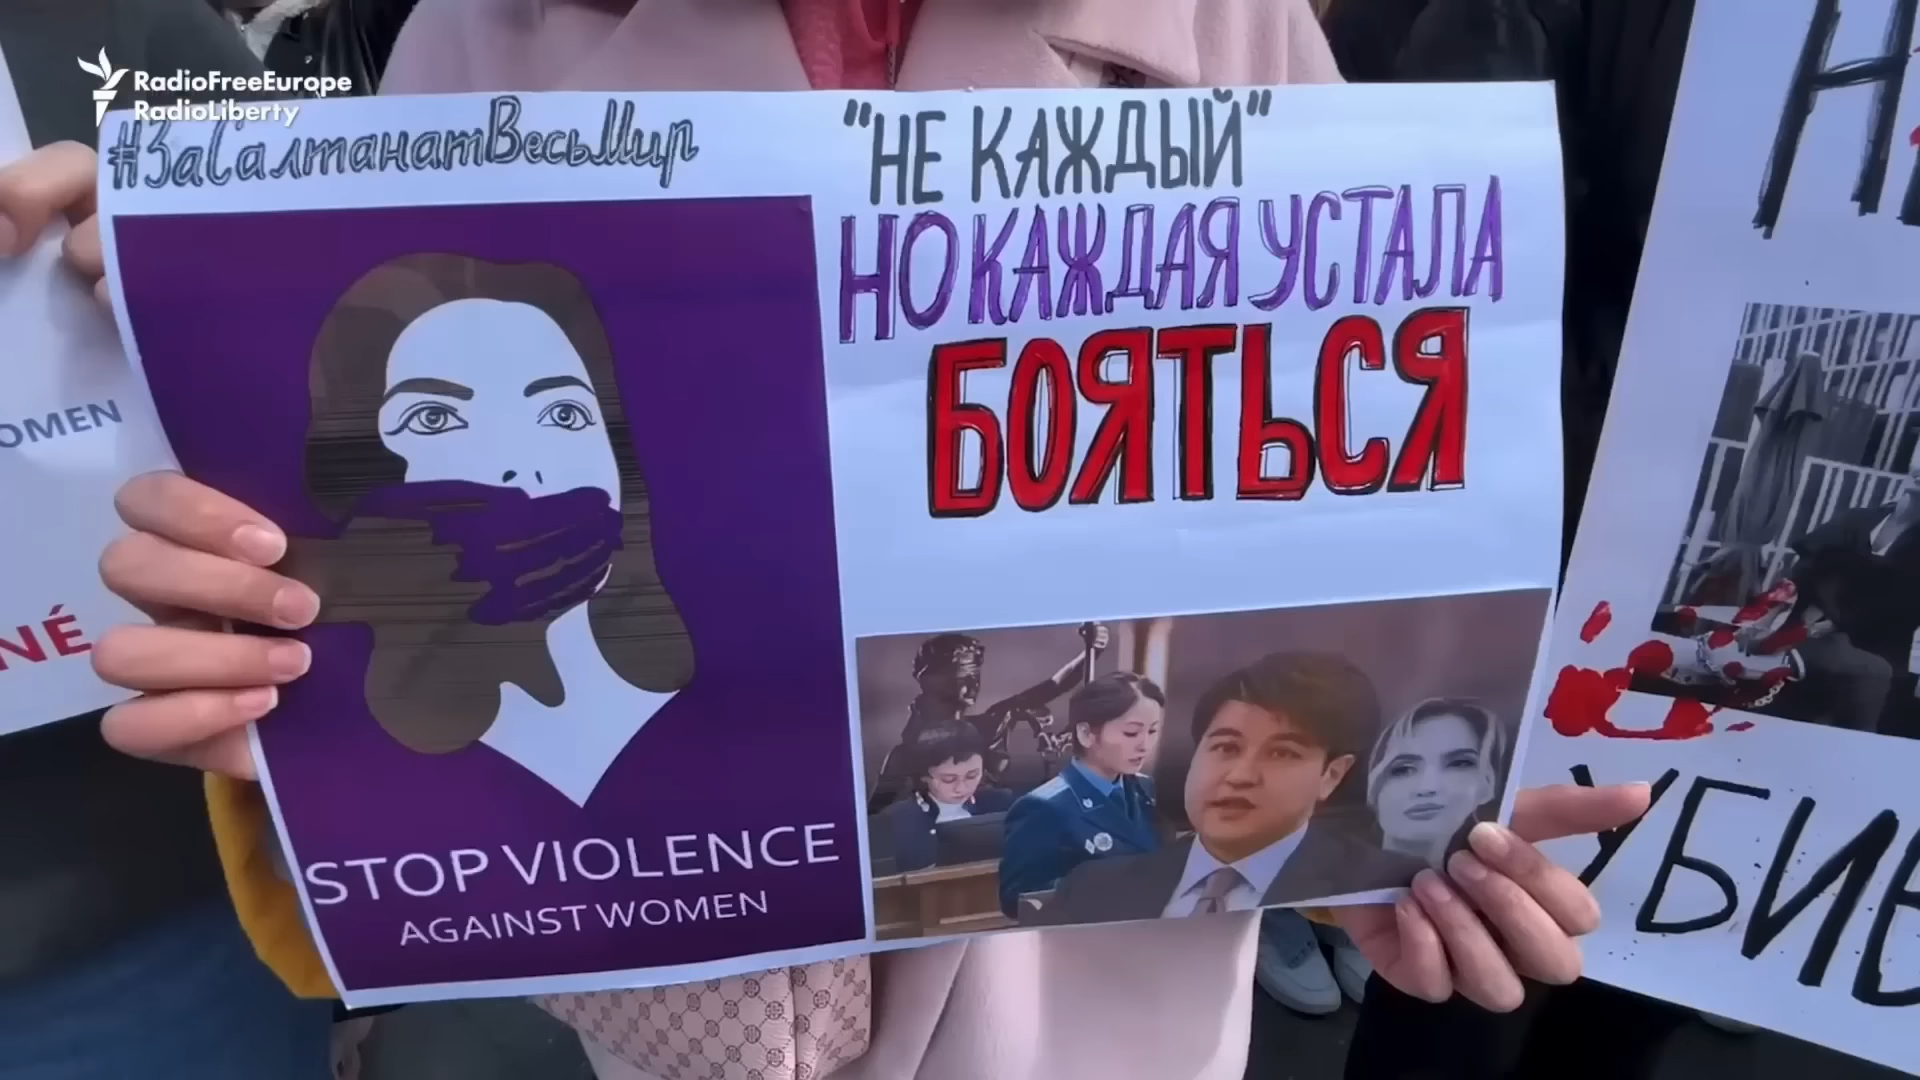 RadioFreeEurope
RadioLiberty
#ЗаСалтанатВесьМир
"НЕ КАЖДЫЙ"
НО КАЖДАЯ УСТАЛА
БОЯТЬСЯ
STOP VIOLENCE
AGAINST WOMEN
OMEN
NÉ
УБИВ